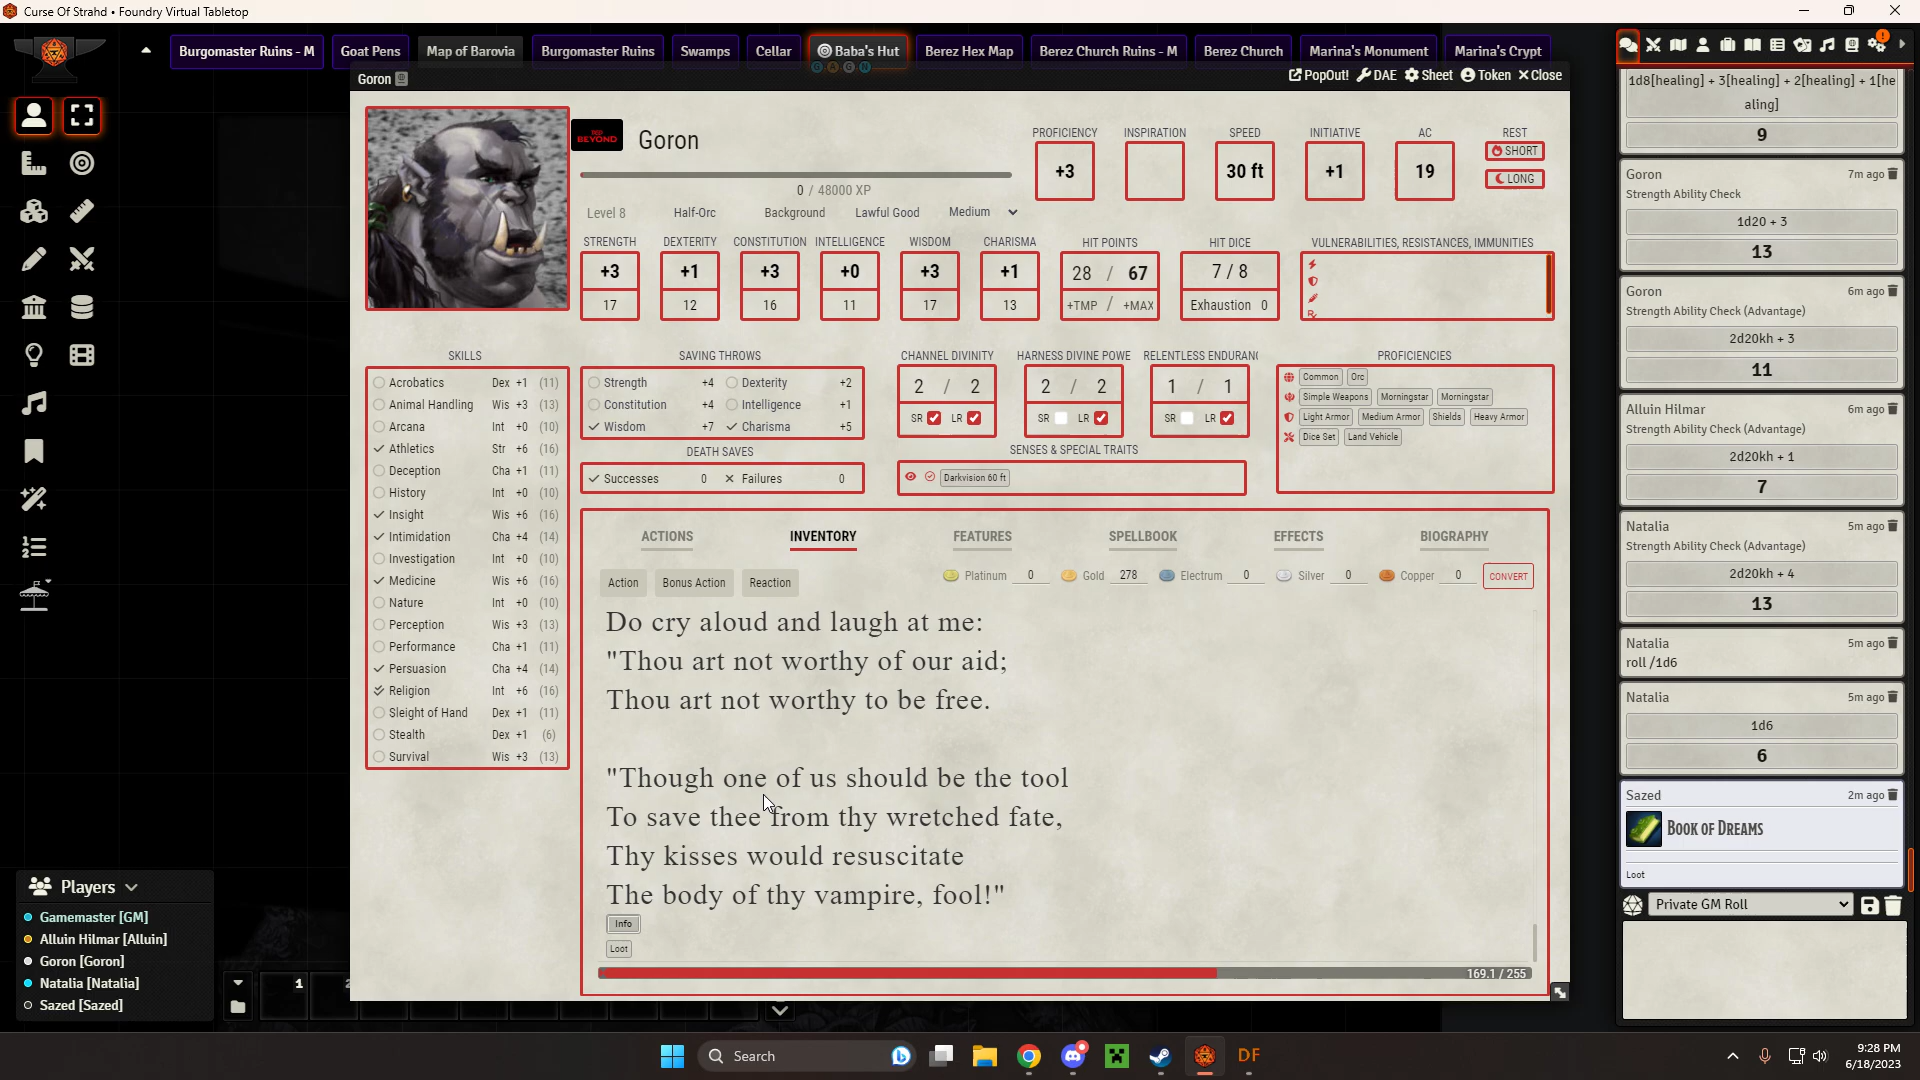 Curse Of Strahd • Foundry Virtual Tabletop
Burgomaster Ruins - M
Goat Pens
Map of Barovia
Burgomaster Ruins
Swamps
Cellar
Baba's Hut
Berez Hex Map
Berez Church Ruins - M
Berez Church
Marina's Monument
Marina's Crypt
G A G N
Goron
PopOut!
DAE
Sheet
Token
Close
BEYOND
Goron
0 / 48000 XP
Level 8
Half-Orc
Background
Lawful Good
Medium
PROFICIENCY
+3
INSPIRATION
SPEED
30 ft
INITIATIVE
+1
AC
19
REST
SHORT
LONG
STRENGTH
+3
17
DEXTERITY
+1
12
CONSTITUTION
+3
16
INTELLIGENCE
+0
11
WISDOM
+3
17
CHARISMA
+1
13
HIT POINTS
28 / 67
+TMP / +MAX
HIT DICE
7 / 8
Exhaustion 0
VULNERABILITIES, RESISTANCES, IMMUNITIES
SKILLS
Acrobatics Dex +1 (11)
Animal Handling Wis +3 (13)
Arcana Int +0 (10)
Athletics Str +6 (16)
Deception Cha +1 (11)
History Int +0 (10)
Insight Wis +6 (16)
Intimidation Cha +4 (14)
Investigation Int +0 (10)
Medicine Wis +6 (16)
Nature Int +0 (10)
Perception Wis +3 (13)
Performance Cha +1 (11)
Persuasion Cha +4 (14)
Religion Int +6 (16)
Sleight of Hand Dex +1 (11)
Stealth Dex +1 (6)
Survival Wis +3 (13)
SAVING THROWS
Strength +4 Dexterity +2
Constitution +4 Intelligence +1
Wisdom +7 Charisma +5
DEATH SAVES
Successes 0 Failures 0
CHANNEL DIVINITY
2 / 2
SR LR
HARNESS DIVINE POWE
2 / 2
SR LR
RELENTLESS ENDURANC
1 / 1
SR LR
SENSES & SPECIAL TRAITS
Darkvision 60 ft
PROFICIENCIES
Common Orc
Simple Weapons Morningstar Morningstar
Light Armor Medium Armor Shields Heavy Armor
Dice Set Land Vehicle
ACTIONS
INVENTORY
FEATURES
SPELLBOOK
EFFECTS
BIOGRAPHY
Action
Bonus Action
Reaction
Platinum 0
Gold 278
Electrum 0
Silver 0
Copper 0
CONVERT
Do cry aloud and laugh at me:
"Thou art not worthy of our aid;
Thou art not worthy to be free.
"Though one of us should be the tool
To save thee from thy wretched fate,
Thy kisses would resuscitate
The body of thy vampire, fool!"
Info
Loot
169.1 / 255
Players
Gamemaster [GM]
Alluin Hilmar [Alluin]
Goron [Goron]
Natalia [Natalia]
Sazed [Sazed]
1
2
1d8[healing] + 3[healing] + 2[healing] + 1[he
aling]
9
Goron 7m ago
Strength Ability Check
1d20 + 3
13
Goron 6m ago
Strength Ability Check (Advantage)
2d20kh + 3
11
Alluin Hilmar 6m ago
Strength Ability Check (Advantage)
2d20kh + 1
7
Natalia 5m ago
Strength Ability Check (Advantage)
2d20kh + 4
13
Natalia 5m ago
roll /1d6
Natalia 5m ago
1d6
6
Sazed 2m ago
BOOK OF DREAMS
Loot
Private GM Roll
Search
DF
9:28 PM
6/18/2023